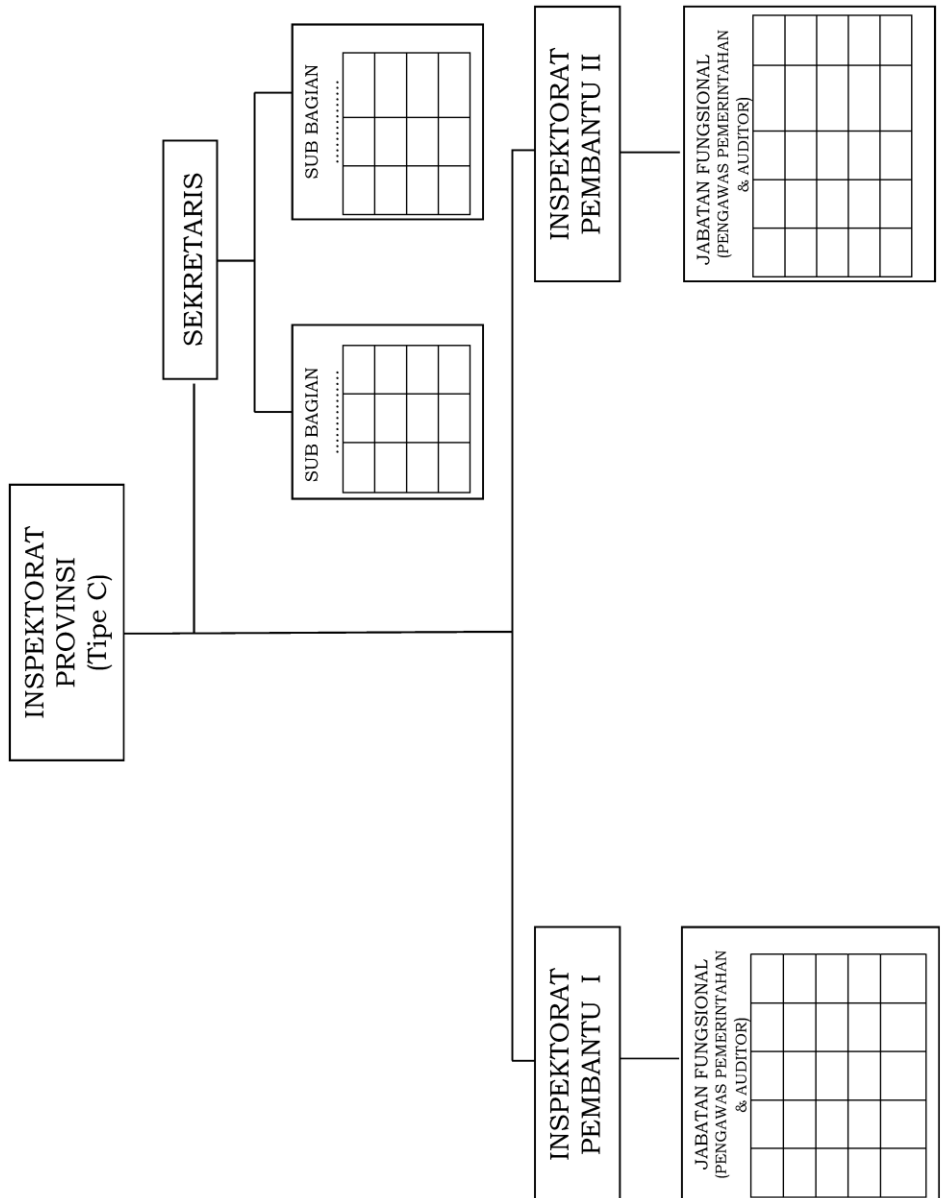 INSPEKTORAT
PROVINSI
(Tipe C)
SEKRETARIS
SUB BAGIAN
................
SUB BAGIAN
................
INSPEKTORAT
PEMBANTU I
INSPEKTORAT
PEMBANTU II
JABATAN FUNGSIONAL
(PENGAWAS PEMERINTAHAN
& AUDITOR)
JABATAN FUNGSIONAL
(PENGAWAS PEMERINTAHAN
& AUDITOR)